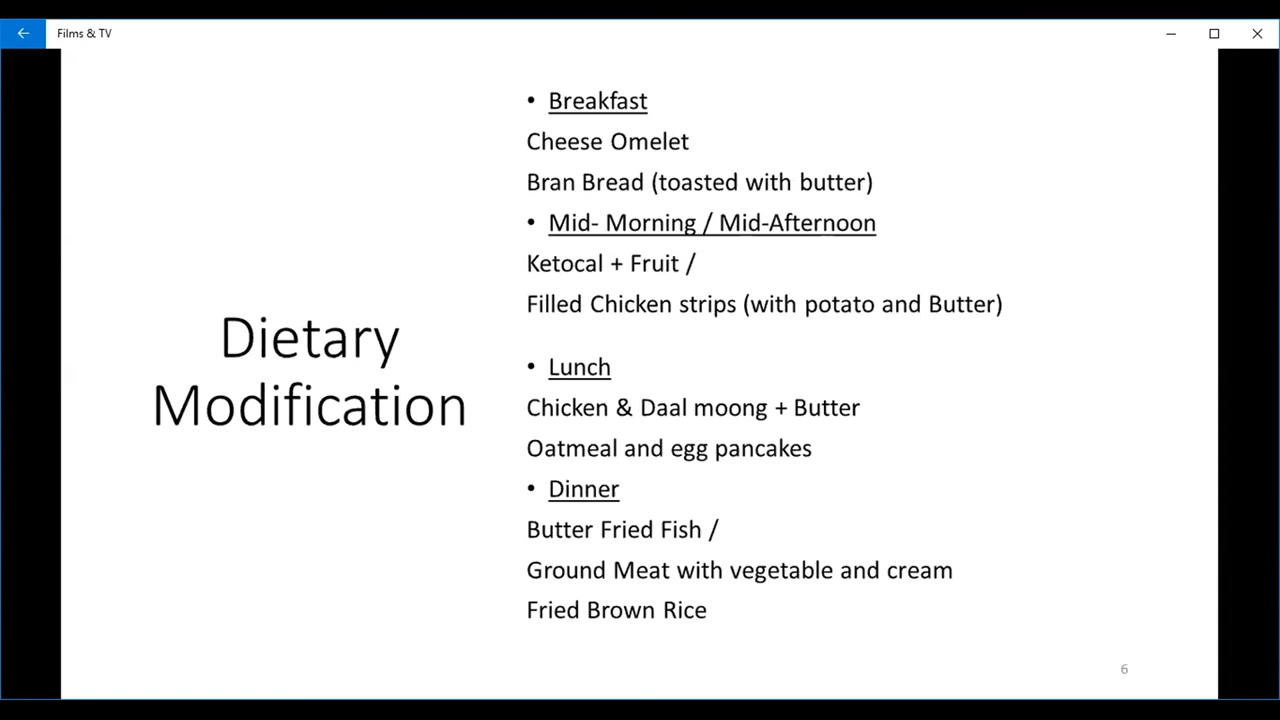 Films & TV
• Breakfast
Cheese Omelet
Bran Bread (toasted with butter)
• Mid- Morning / Mid-Afternoon
Ketocal + Fruit /
Filled Chicken strips (with potato and Butter)
Dietary
Modification
• Lunch
Chicken & Daal moong + Butter
Oatmeal and egg pancakes
• Dinner
Butter Fried Fish /
Ground Meat with vegetable and cream
Fried Brown Rice
6